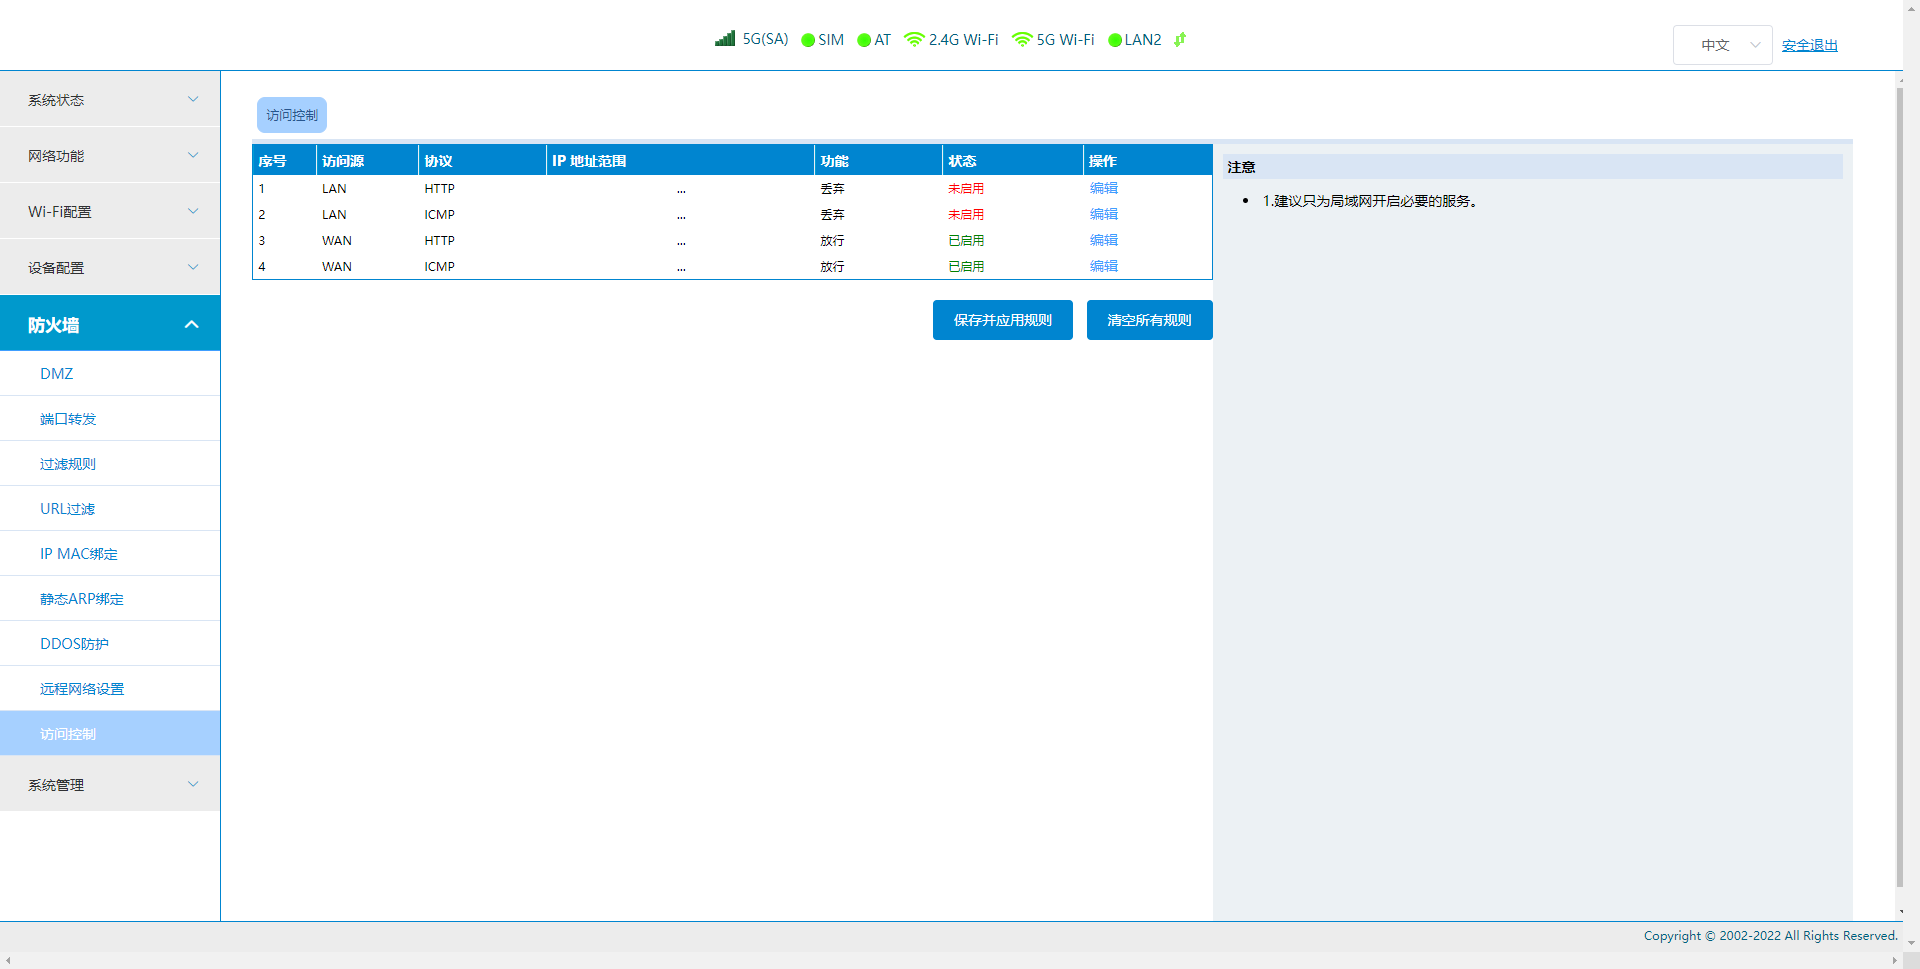 5G(SA) SIM AT 2.4G Wi-Fi 5G Wi-Fi LAN2
中文 安全退出
系统状态
网络功能
Wi-Fi配置
设备配置
防火墙
DMZ
端口转发
过滤规则
URL过滤
IP MAC绑定
静态ARP绑定
DDOS防护
远程网络设置
访问控制
系统管理
访问控制
序号 访问源 协议 IP 地址范围 功能 状态 操作
1 LAN HTTP ... 丢弃 未启用 编辑
2 LAN ICMP ... 丢弃 未启用 编辑
3 WAN HTTP ... 放行 已启用 编辑
4 WAN ICMP ... 放行 已启用 编辑
保存并应用规则 清空所有规则
注意
• 1.建议只为局域网开启必要的服务。
Copyright © 2002-2022 All Rights Reserved.